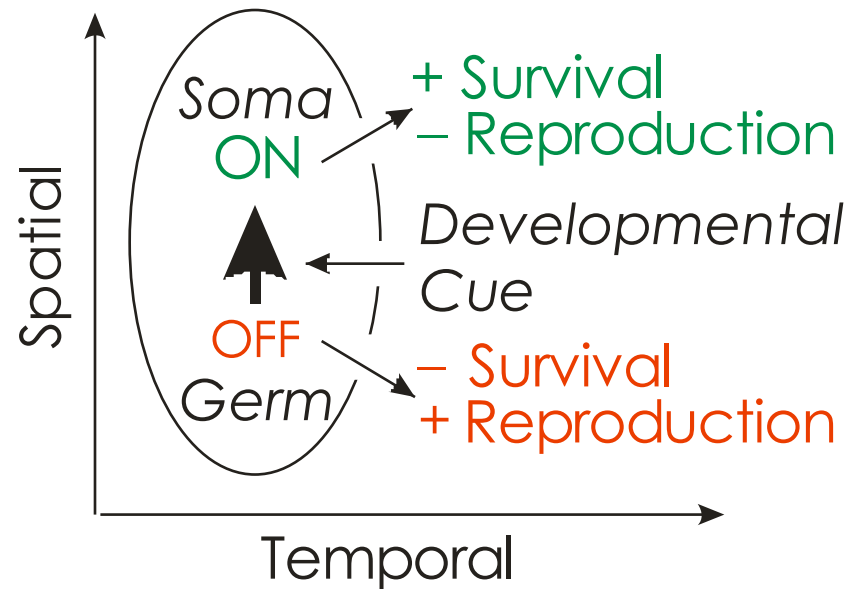 Soma
ON
+ Survival
– Reproduction
Spatial
Developmental
Cue
OFF
Germ
– Survival
+ Reproduction
Temporal